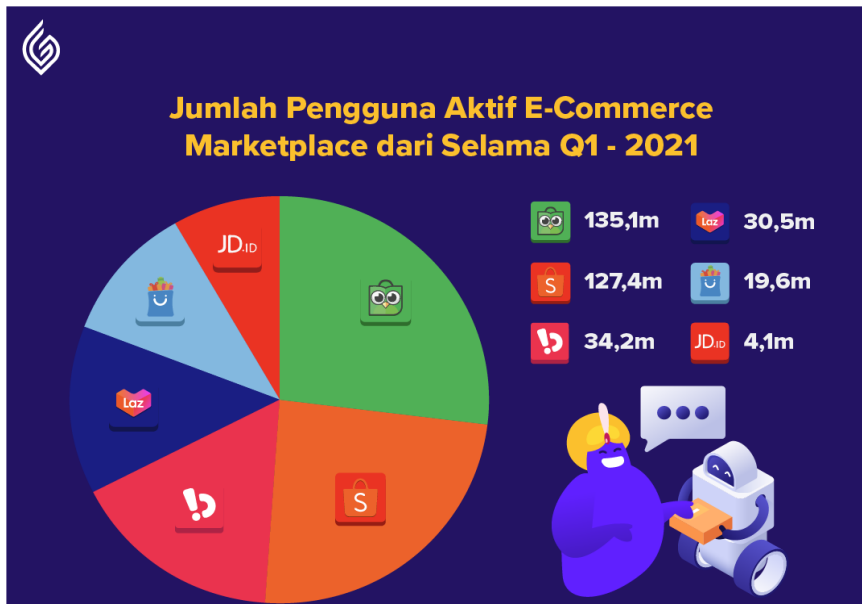 Jumlah Pengguna Aktif E-Commerce
Marketplace dari Selama Q1 - 2021
JD.ID
Laz
S
135,1m
Laz
30,5m
S
127,4m
19,6m
34,2m
JD.ID
4,1m